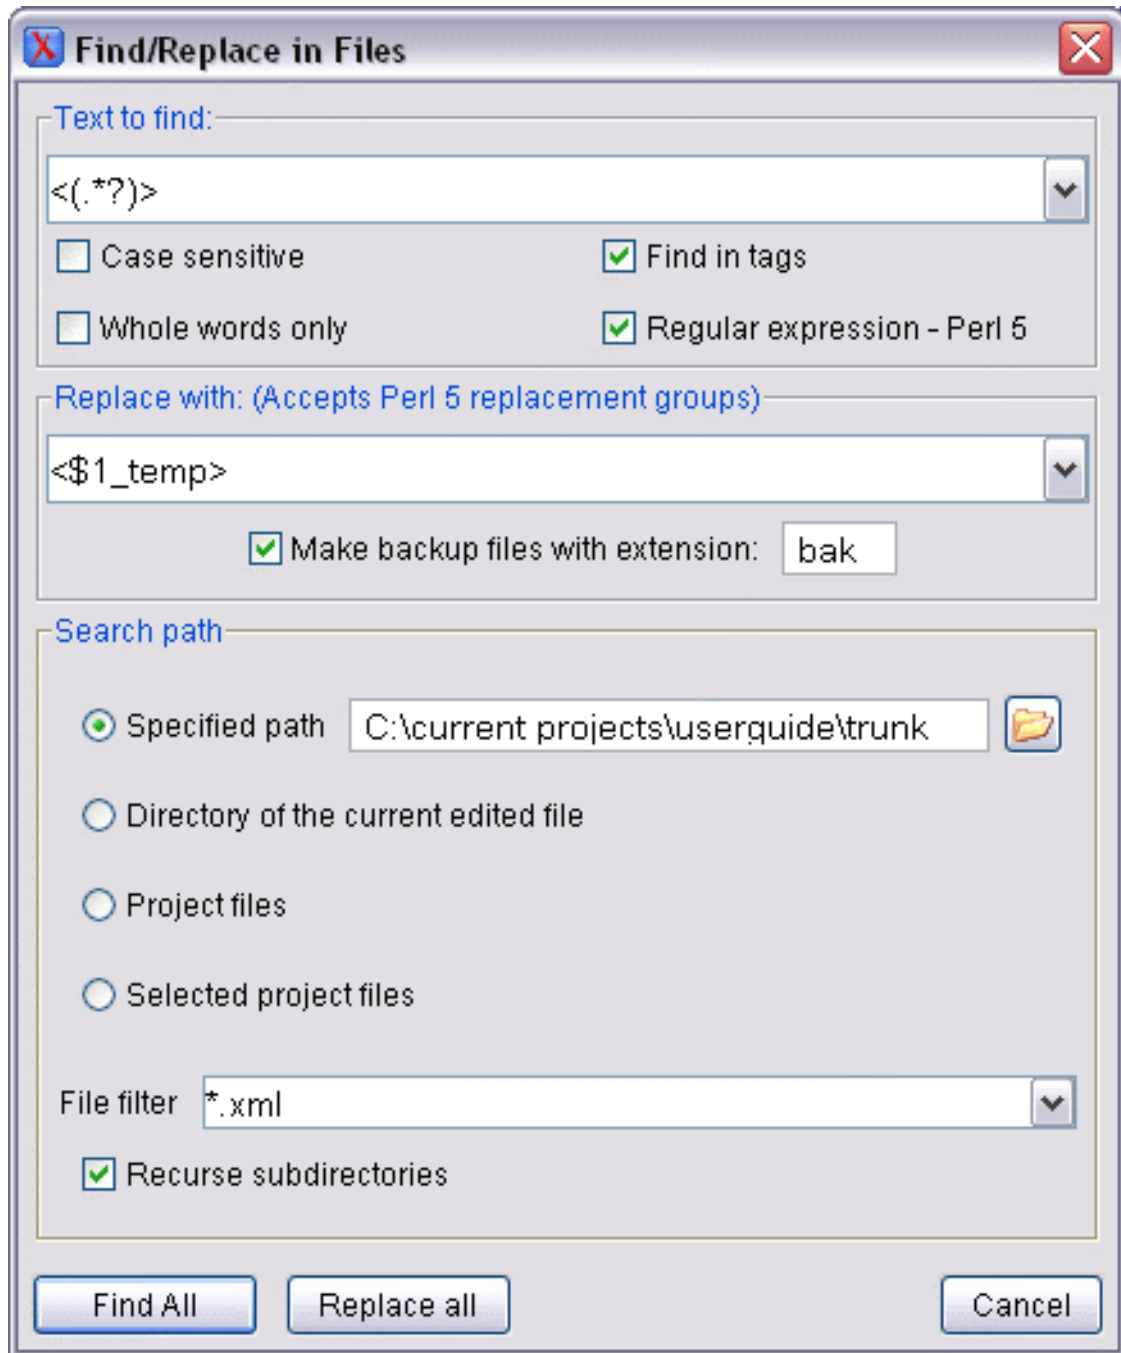 Find/Replace in Files
Text to find:
<(.*?)>
Case sensitive
Find in tags
Whole words only
Regular expression - Perl 5
Replace with: (Accepts Perl 5 replacement groups)
<$1_temp>
Make backup files with extension: bak
Search path
Specified path C:\current projects\userguide\trunk
Directory of the current edited file
Project files
Selected project files
File filter *.xml
Recurse subdirectories
Find All
Replace all
Cancel